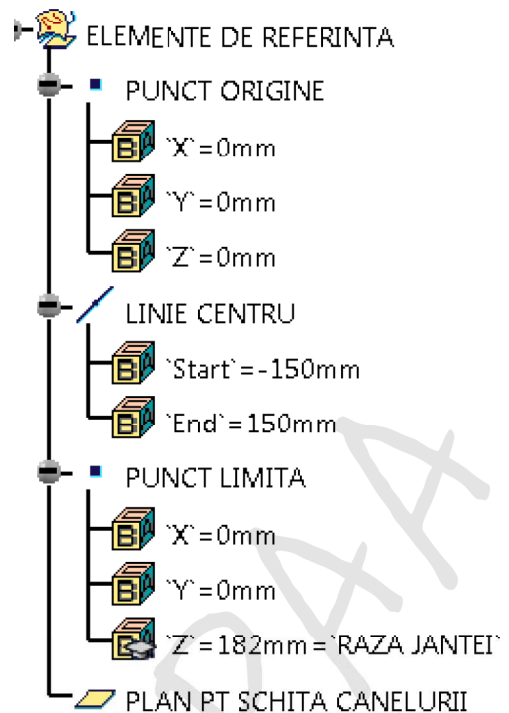 ELEMENTE DE REFERINTA
PUNCT ORIGINE
`X`=0mm
`Y`=0mm
`Z`=0mm
LINIE CENTRU
`Start`=-150mm
`End`=150mm
PUNCT LIMITA
`X`=0mm
`Y`=0mm
`Z`=182mm=`RAZA JANTEI`
PLAN PT SCHITA CANELURII
PAA